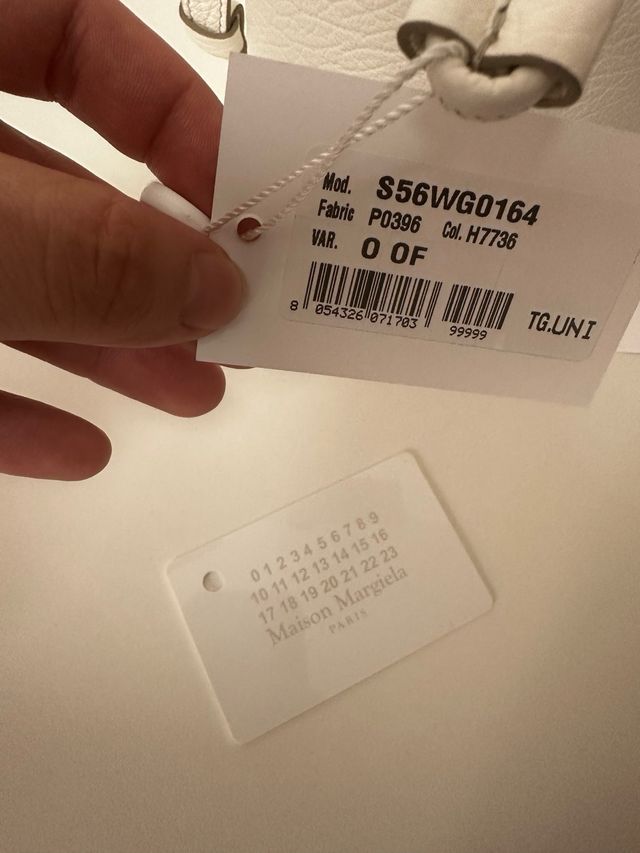 Mod. S56WG0164
Fabric P0396 Col. H7736
VAR. 0 OF
8 054326 071703 99999
TG.UNI
0 1 2 3 4 5 6 7 8 9
10 11 12 13 14 15 16
17 18 19 20 21 22 23
Maison Margiela
PARIS